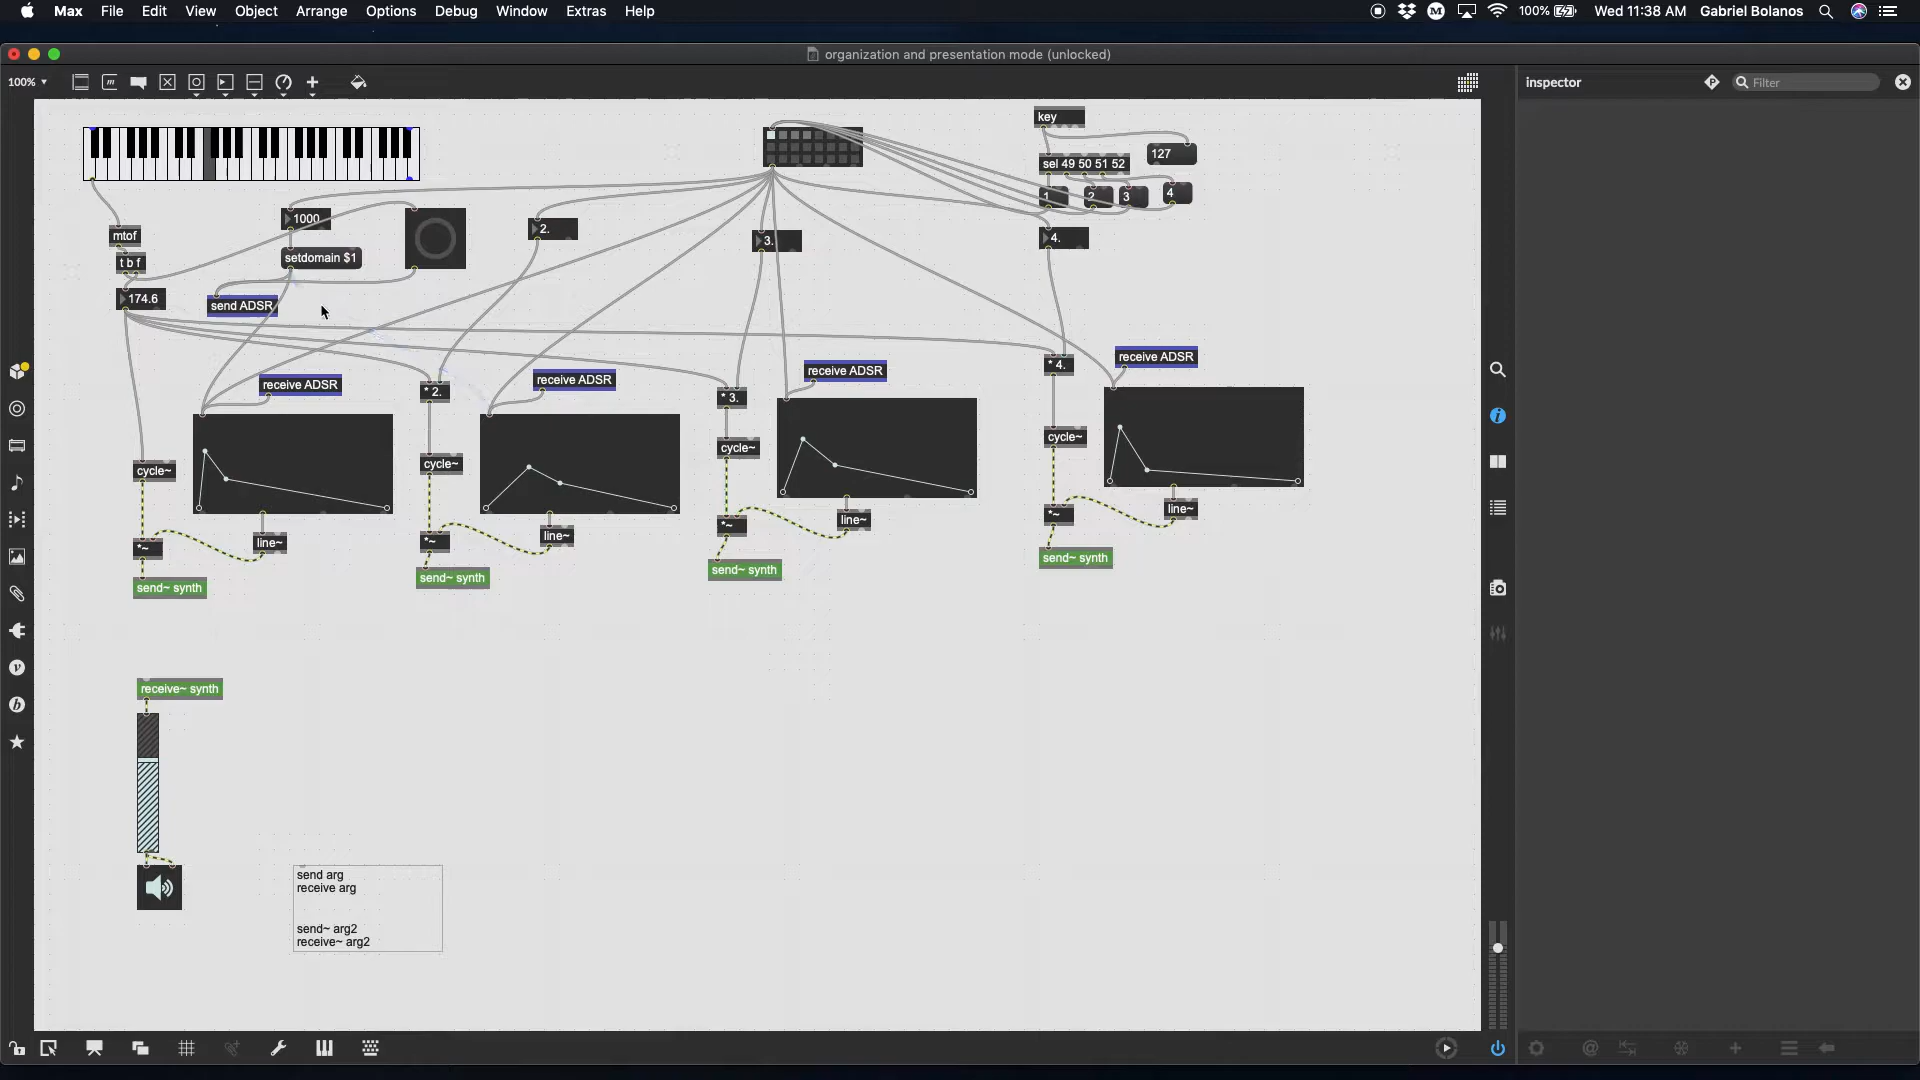 Max File Edit View Object Arrange Options Debug Window Extras Help
100% Wed 11:38 AM Gabriel Bolanos
organization and presentation mode (unlocked)
100%
inspector
Filter
key
127
sel 49 50 51 52
1 2 3 4
1000
2.
3.
4.
mtof
setdomain $1
t b f
174.6
send ADSR
receive ADSR
receive ADSR
receive ADSR
receive ADSR
* 2.
* 3.
* 4.
cycle~
cycle~
cycle~
cycle~
*~
*~
*~
*~
line~
line~
line~
line~
send~ synth
send~ synth
send~ synth
send~ synth
receive~ synth
send arg
receive arg
send~ arg2
receive~ arg2